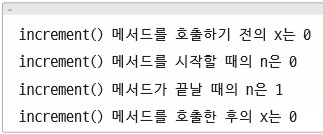 increment() 메서드를 호출하기 전의 x는 0
increment() 메서드를 시작할 때의 n은 0
increment() 메서드가 끝날 때의 n은 1
increment() 메서드를 호출한 후의 x는 0